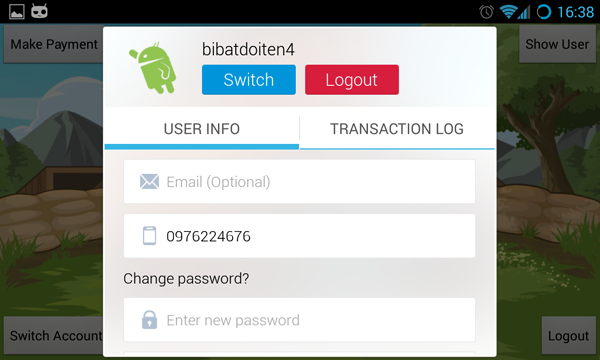 16:38
Make Payment
Show User
bibatdoiten4
Switch
Logout
USER INFO
TRANSACTION LOG
Email (Optional)
0976224676
Change password?
Enter new password
Switch Account
Logout